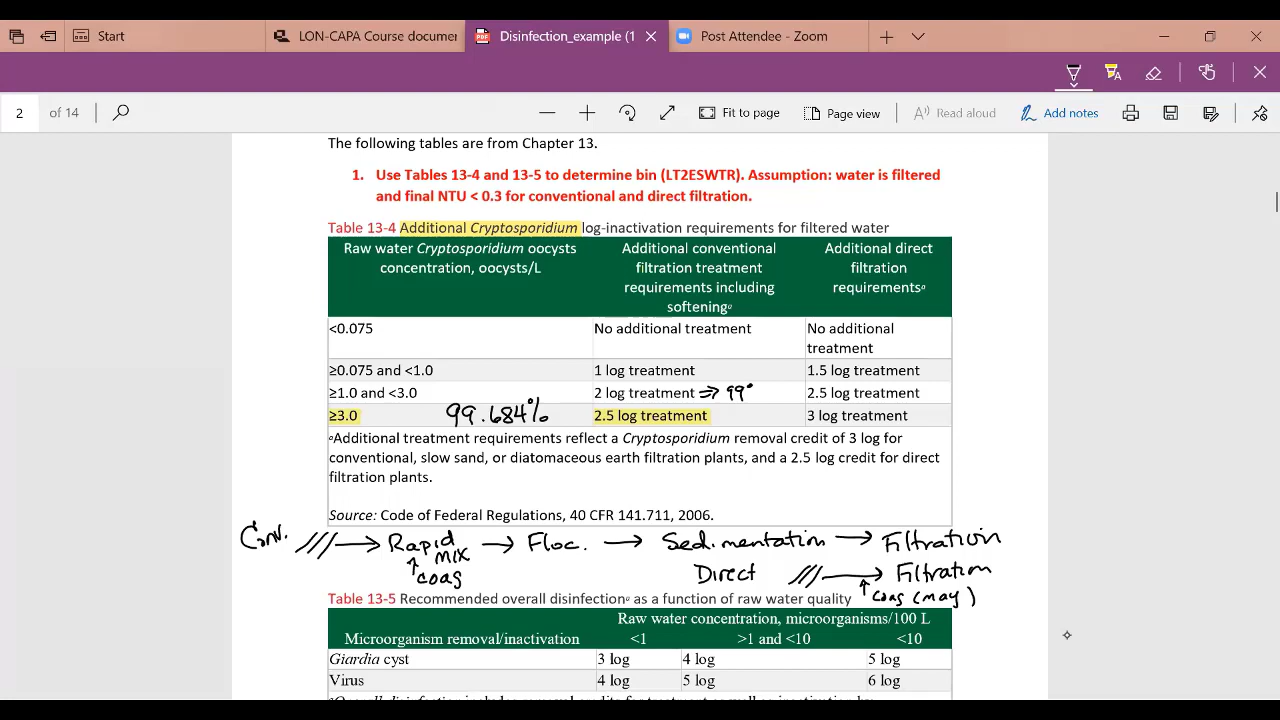 Start
LON-CAPA Course documer
Disinfection_example (1
Post Attendee - Zoom
2 of 14
Fit to page
Page view
Read aloud
Add notes
The following tables are from Chapter 13.
1. Use Tables 13-4 and 13-5 to determine bin (LT2ESWTR). Assumption: water is filtered
and final NTU < 0.3 for conventional and direct filtration.
Table 13-4 Additional Cryptosporidium log-inactivation requirements for filtered water
Raw water Cryptosporidium oocysts concentration, oocysts/L
Additional conventional filtration treatment requirements including softeningᵃ
Additional direct filtration requirementsᵃ
<0.075 No additional treatment No additional treatment
≥0.075 and <1.0 1 log treatment 1.5 log treatment
≥1.0 and <3.0 2 log treatment ⇒ 99° 2.5 log treatment
≥3.0 99.684% 2.5 log treatment 3 log treatment
ᵃAdditional treatment requirements reflect a Cryptosporidium removal credit of 3 log for
conventional, slow sand, or diatomaceous earth filtration plants, and a 2.5 log credit for direct
filtration plants.
Source: Code of Federal Regulations, 40 CFR 141.711, 2006.
Conv. /// → Rapid mix → Floc. → Sedimentation → Filtration
↑ coag
Direct /// → Filtration
↑ coag (may)
Table 13-5 Recommended overall disinfectionᵃ as a function of raw water quality
Raw water concentration, microorganisms/100 L
Microorganism removal/inactivation <1 >1 and <10 <10
Giardia cyst 3 log 4 log 5 log
Virus 4 log 5 log 6 log